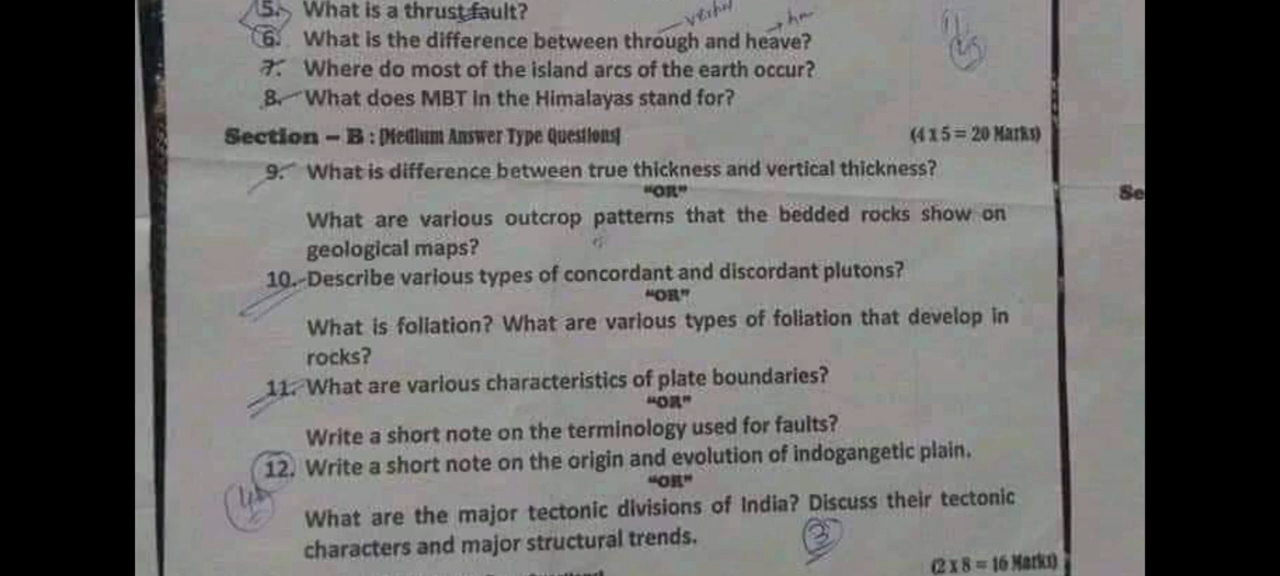 5. What is a thrust fault?
6. What is the difference between through and heave?
7. Where do most of the island arcs of the earth occur?
8. What does MBT in the Himalayas stand for?
Section – B : [Medium Answer Type Questions] (4 x 5 = 20 Marks)
9. What is difference between true thickness and vertical thickness?
"OR"
Se
What are various outcrop patterns that the bedded rocks show on
geological maps?
10. Describe various types of concordant and discordant plutons?
"OR"
What is foliation? What are various types of foliation that develop in
rocks?
11. What are various characteristics of plate boundaries?
"OR"
Write a short note on the terminology used for faults?
12. Write a short note on the origin and evolution of indogangetic plain.
"OR"
What are the major tectonic divisions of India? Discuss their tectonic
characters and major structural trends.
3
(2 x 8 = 16 Marks)